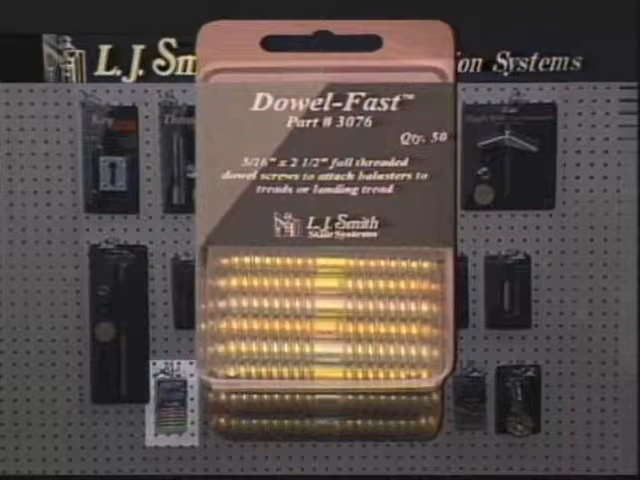 L.J. Sm
ion Systems
Dowel-Fast™
Part # 3076
Qty. 50
5/16" x 2 1/2" full threaded
dowel screws to attach balusters to
treads or landing tread
L.J. Smith
Stair Systems